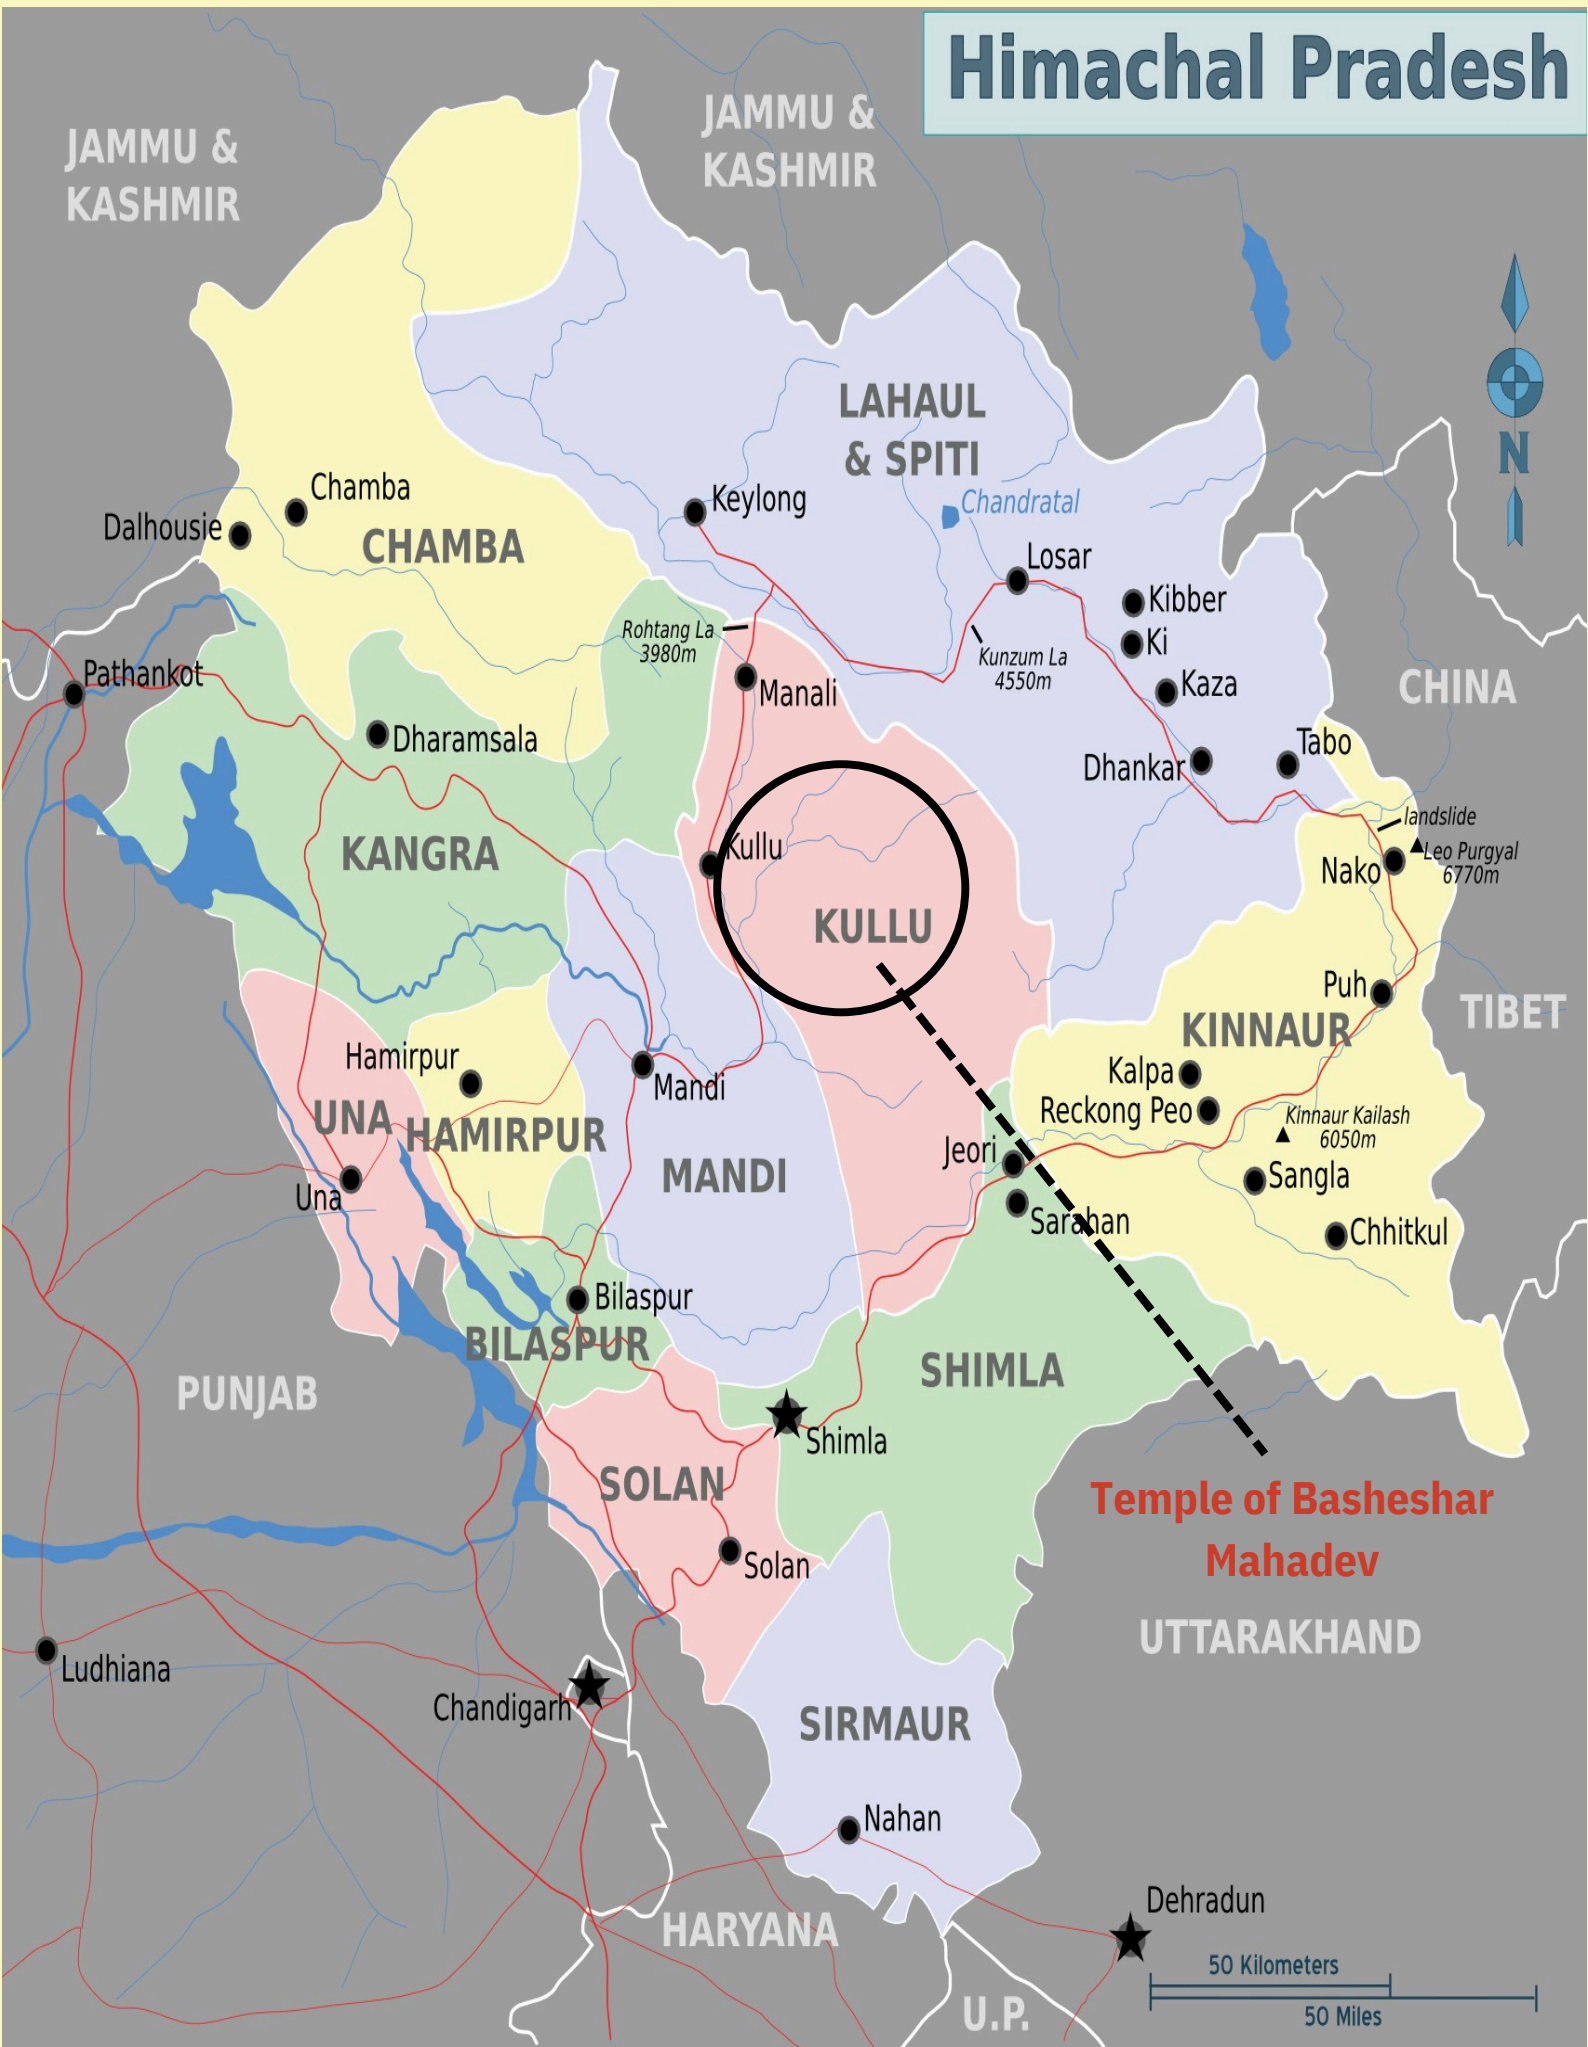 Himachal Pradesh
JAMMU &
KASHMIR
JAMMU &
KASHMIR
LAHAUL
& SPITI
Chandratal
N
Keylong
Chamba
Dalhousie
CHAMBA
Losar
Kibber
Ki
Kaza
Rohtang La
3980m
Kunzum La
4550m
CHINA
Pathankot
Manali
Dharamsala
Dhankar
Tabo
landslide
Leo Purgyal
6770m
Nako
KANGRA
Kullu
KULLU
Puh
TIBET
KINNAUR
Hamirpur
Mandi
Kalpa
Reckong Peo
Kinnaur Kailash
6050m
UNA
HAMIRPUR
MANDI
Jeori
Sangla
Una
Sarahan
Chhitkul
Bilaspur
BILASPUR
PUNJAB
SHIMLA
Shimla
SOLAN
Temple of Basheshar
Mahadev
Solan
UTTARAKHAND
Ludhiana
Chandigarh
SIRMAUR
Nahan
Dehradun
HARYANA
50 Kilometers
50 Miles
U.P.